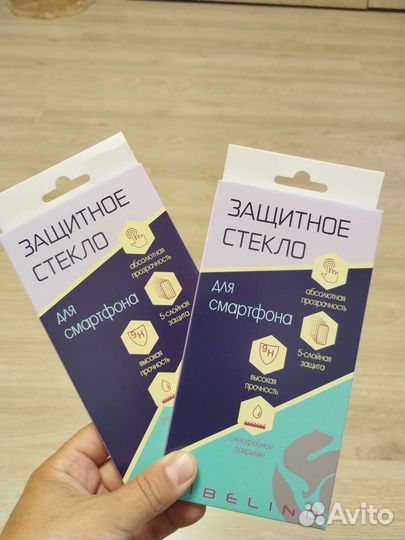 ЗАЩИТНОЕ
СТЕКЛО
для
смартфона
абсолютная
прозрачность
5-слойная
защита
9H
высокая
прочность
ЗАЩИТНОЕ
СТЕКЛО
для
смартфона
абсолютная
прозрачность
5-слойная
защита
9H
высокая
прочность
олеофобное
покрытие
IBELIN
Avito